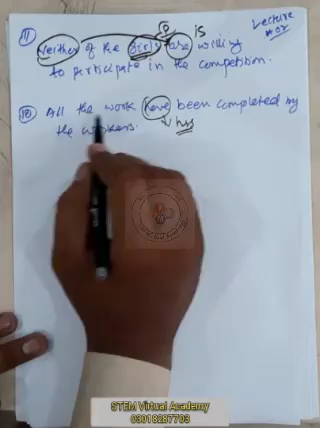 Lecture
#02
P
is
11) Neither of the girls are willing
to participate in the competition.
12) All the work have been completed by
has
the workers.
STEM Virtual Academy
03018287703